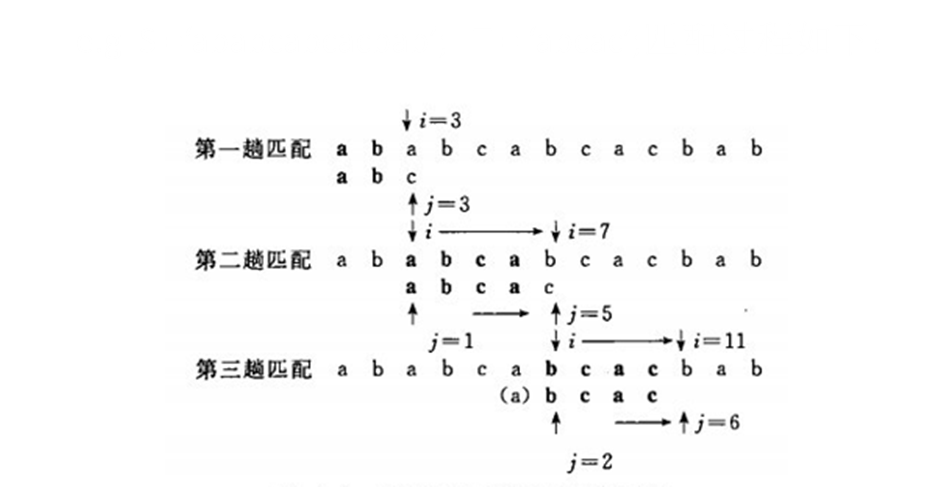 i=3
第一趟匹配 a b a b c a b c a c b a b
a b c
j=3
i i=7
第二趟匹配 a b a b c a b c a c b a b
a b c a c
j=5
j=1
i i=11
第三趟匹配 a b a b c a b c a c b a b
(a) b c a c
j=6
j=2